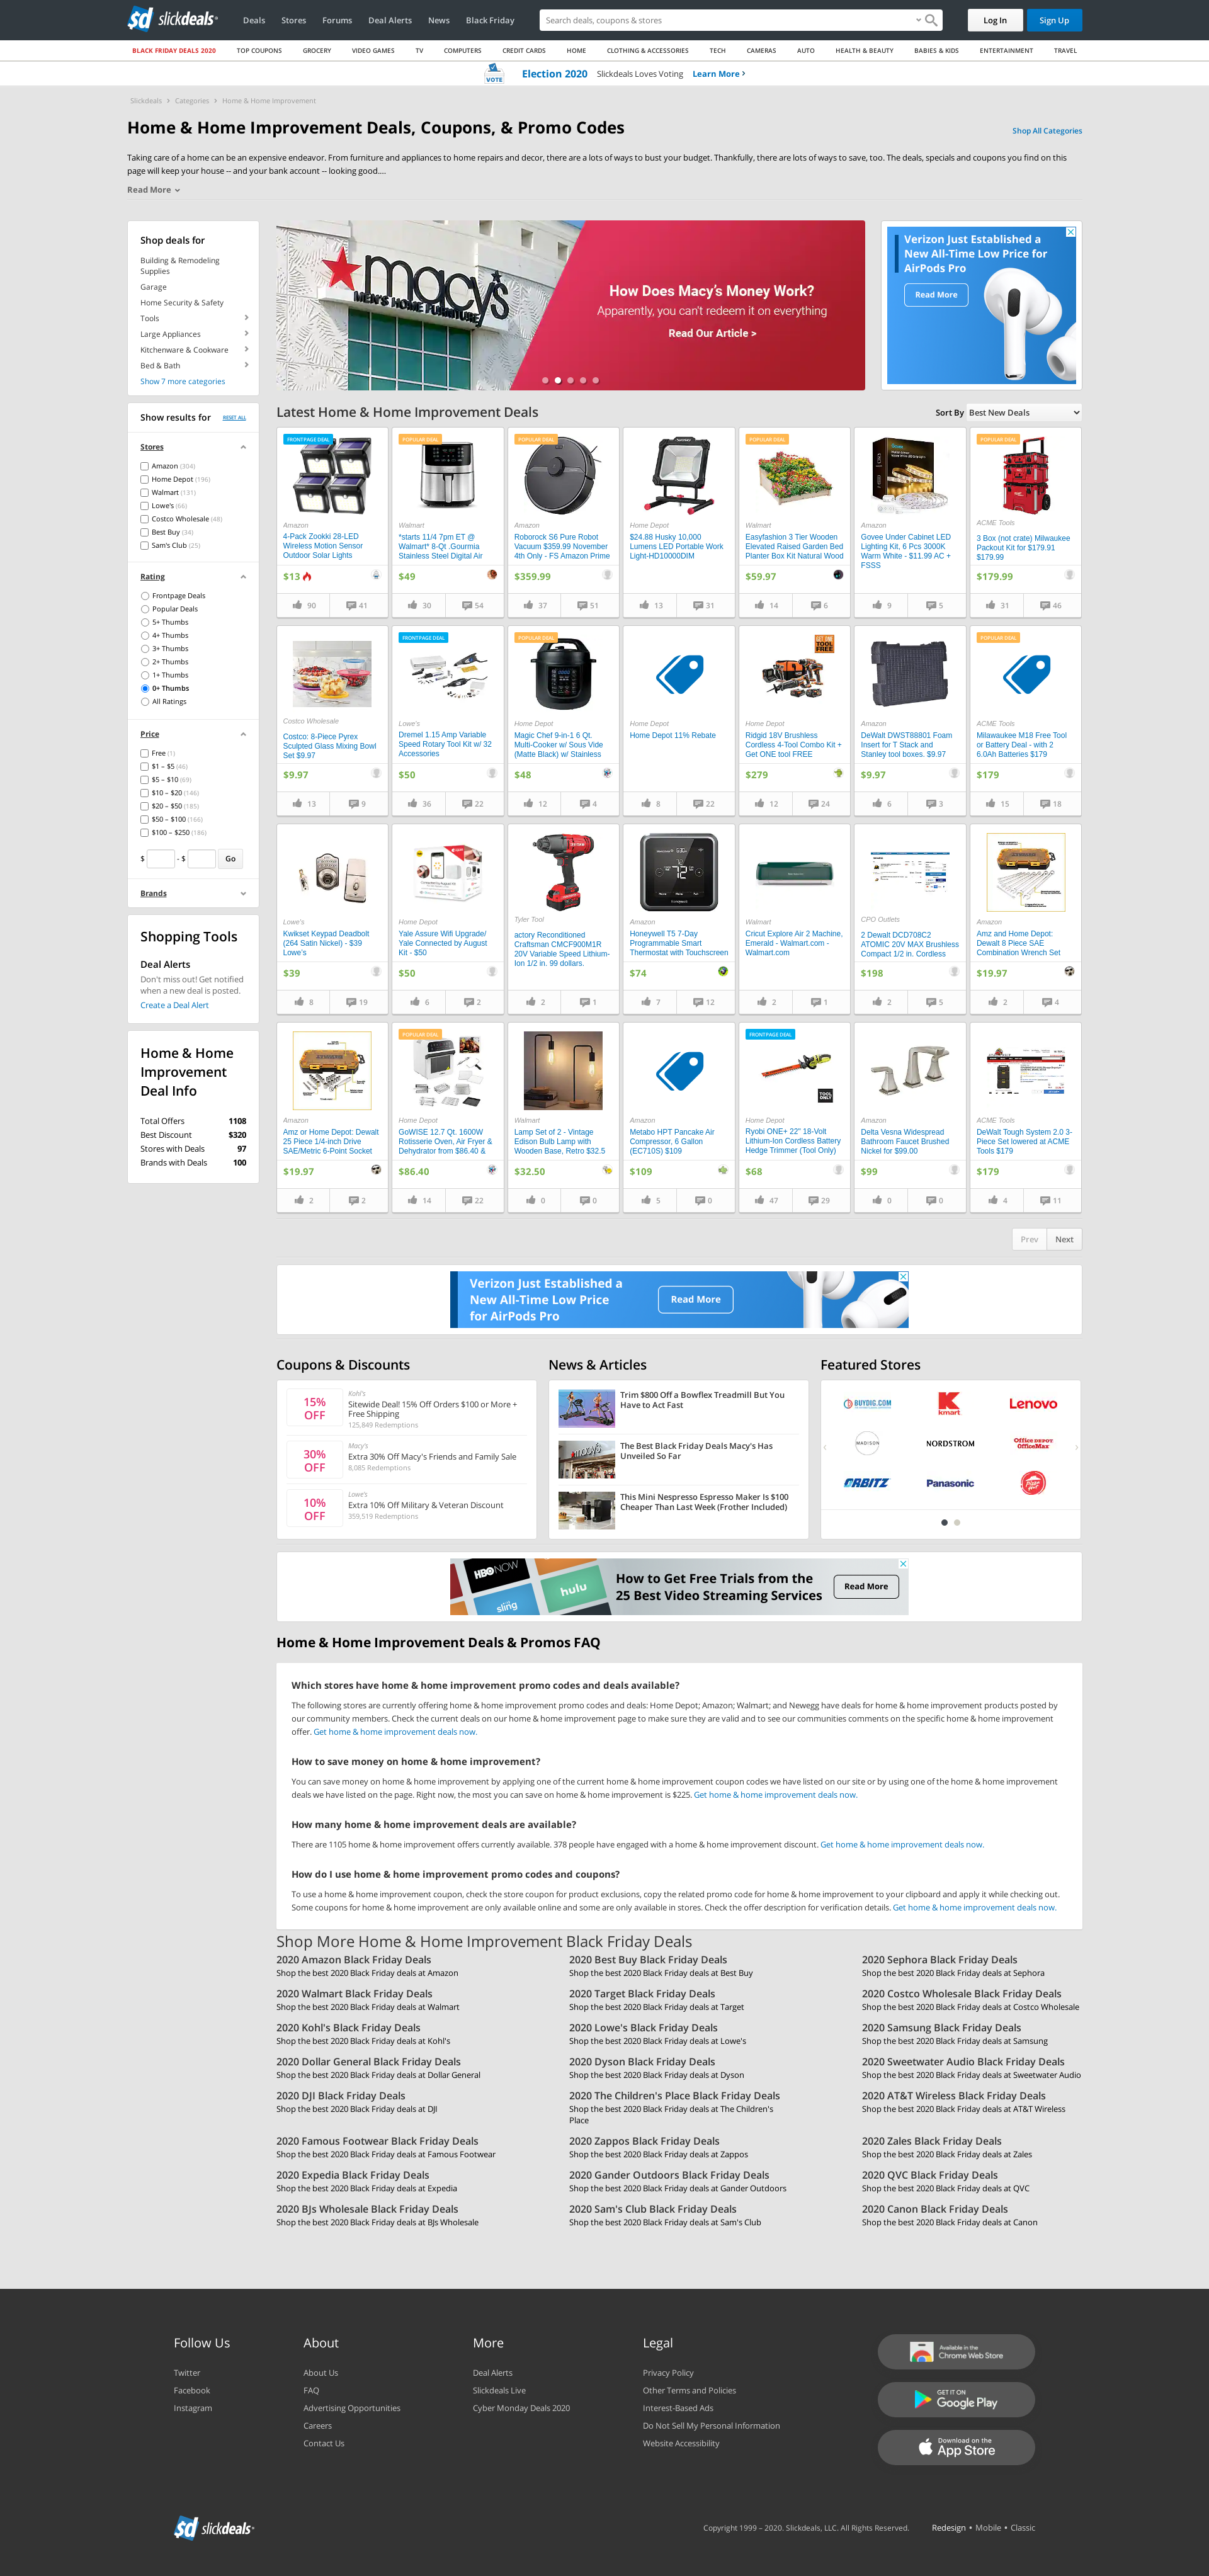 sd slickdeals
Deals Stores Forums Deal Alerts News Black Friday
Search deals, coupons & stores
Log In Sign Up
BLACK FRIDAY DEALS 2020 TOP COUPONS GROCERY VIDEO GAMES TV COMPUTERS CREDIT CARDS HOME CLOTHING & ACCESSORIES TECH CAMERAS AUTO HEALTH & BEAUTY BABIES & KIDS ENTERTAINMENT TRAVEL
VOTE Election 2020 Slickdeals Loves Voting Learn More
Slickdeals Categories Home & Home Improvement
Home & Home Improvement Deals, Coupons, & Promo Codes
Shop All Categories
Taking care of a home can be an expensive endeavor. From furniture and appliances to home repairs and decor, there are a lots of ways to bust your budget. Thankfully, there are lots of ways to save, too. The deals, specials and coupons you find on this
page will keep your house -- and your bank account -- looking good....
Read More
Shop deals for
Building & Remodeling
Supplies
Garage
Home Security & Safety
Tools
Large Appliances
Kitchenware & Cookware
Bed & Bath
Show 7 more categories
Show results for RESET ALL
Stores
Amazon (304)
Home Depot (196)
Walmart (131)
Lowe's (66)
Costco Wholesale (48)
Best Buy (34)
Sam's Club (25)
Rating
Frontpage Deals
Popular Deals
5+ Thumbs
4+ Thumbs
3+ Thumbs
2+ Thumbs
1+ Thumbs
0+ Thumbs
All Ratings
Price
Free (1)
$1 – $5 (46)
$5 – $10 (69)
$10 – $20 (146)
$20 – $50 (185)
$50 – $100 (166)
$100 – $250 (186)
$ - $ Go
Brands
Shopping Tools
Deal Alerts
Don't miss out! Get notified
when a new deal is posted.
Create a Deal Alert
Home & Home
Improvement
Deal Info
Total Offers 1108
Best Discount $320
Stores with Deals 97
Brands with Deals 100
macy's
MEN'S HOME FURNITURE
How Does Macy's Money Work?
Apparently, you can't redeem it on everything
Read Our Article >
Verizon Just Established a
New All-Time Low Price for
AirPods Pro
Read More
Latest Home & Home Improvement Deals
Sort By Best New Deals
FRONTPAGE DEAL
Amazon
4-Pack Zookki 28-LED
Wireless Motion Sensor
Outdoor Solar Lights
$13
90 41
POPULAR DEAL
Walmart
*starts 11/4 7pm ET @
Walmart* 8-Qt .Gourmia
Stainless Steel Digital Air
$49
30 54
POPULAR DEAL
Amazon
Roborock S6 Pure Robot
Vacuum $359.99 November
4th Only - FS Amazon Prime
$359.99
37 51
Home Depot
$24.88 Husky 10,000
Lumens LED Portable Work
Light-HD10000DIM
13 31
POPULAR DEAL
Walmart
Easyfashion 3 Tier Wooden
Elevated Raised Garden Bed
Planter Box Kit Natural Wood
$59.97
14 6
Amazon
Govee Under Cabinet LED
Lighting Kit, 6 Pcs 3000K
Warm White - $11.99 AC +
FSSS
9 5
POPULAR DEAL
ACME Tools
3 Box (not crate) Milwaukee
Packout Kit for $179.91
$179.99
$179.99
31 46
Costco Wholesale
Costco: 8-Piece Pyrex
Sculpted Glass Mixing Bowl
Set $9.97
$9.97
13 9
FRONTPAGE DEAL
Lowe's
Dremel 1.15 Amp Variable
Speed Rotary Tool Kit w/ 32
Accessories
$50
36 22
POPULAR DEAL
Home Depot
Magic Chef 9-in-1 6 Qt.
Multi-Cooker w/ Sous Vide
(Matte Black) w/ Stainless
$48
12 4
Home Depot
Home Depot 11% Rebate
8 22
GET ONE
TOOL
FREE
Home Depot
Ridgid 18V Brushless
Cordless 4-Tool Combo Kit +
Get ONE tool FREE
$279
12 24
Amazon
DeWalt DWST88801 Foam
Insert for T Stack and
Stanley tool boxes. $9.97
$9.97
6 3
POPULAR DEAL
ACME Tools
Milawaukee M18 Free Tool
or Battery Deal - with 2
6.0Ah Batteries $179
$179
15 18
Lowe's
Kwikset Keypad Deadbolt
(264 Satin Nickel) - $39
Lowe's
$39
8 19
Home Depot
Yale Assure Wifi Upgrade/
Yale Connected by August
Kit - $50
$50
6 2
Tyler Tool
actory Reconditioned
Craftsman CMCF900M1R
20V Variable Speed Lithium-
Ion 1/2 in. 99 dollars.
2 1
Amazon
Honeywell T5 7-Day
Programmable Smart
Thermostat with Touchscreen
$74
7 12
Walmart
Cricut Explore Air 2 Machine,
Emerald - Walmart.com -
Walmart.com
2 1
CPO Outlets
2 Dewalt DCD708C2
ATOMIC 20V MAX Brushless
Compact 1/2 in. Cordless
$198
2 5
Amazon
Amz and Home Depot:
Dewalt 8 Piece SAE
Combination Wrench Set
$19.97
2 4
Amazon
Amz or Home Depot: Dewalt
25 Piece 1/4-inch Drive
SAE/Metric 6-Point Socket
$19.97
2 2
POPULAR DEAL
Home Depot
GoWISE 12.7 Qt. 1600W
Rotisserie Oven, Air Fryer &
Dehydrator from $86.40 &
$86.40
14 22
Walmart
Lamp Set of 2 - Vintage
Edison Bulb Lamp with
Wooden Base, Retro $32.5
$32.50
0 0
Amazon
Metabo HPT Pancake Air
Compressor, 6 Gallon
(EC710S) $109
$109
5 0
FRONTPAGE DEAL
TOOL
ONLY
Home Depot
Ryobi ONE+ 22" 18-Volt
Lithium-Ion Cordless Battery
Hedge Trimmer (Tool Only)
$68
47 29
Amazon
Delta Vesna Widespread
Bathroom Faucet Brushed
Nickel for $99.00
$99
0 0
ACME Tools
DeWalt Tough System 2.0 3-
Piece Set lowered at ACME
Tools $179
$179
4 11
Prev Next
Verizon Just Established a
New All-Time Low Price
for AirPods Pro
Read More
Coupons & Discounts
15%
OFF
Kohl's
Sitewide Deal! 15% Off Orders $100 or More +
Free Shipping
125,849 Redemptions
30%
OFF
Macy's
Extra 30% Off Macy's Friends and Family Sale
8,085 Redemptions
10%
OFF
Lowe's
Extra 10% Off Military & Veteran Discount
359,519 Redemptions
News & Articles
Trim $800 Off a Bowflex Treadmill But You
Have to Act Fast
The Best Black Friday Deals Macy's Has
Unveiled So Far
This Mini Nespresso Espresso Maker Is $100
Cheaper Than Last Week (Frother Included)
Featured Stores
BUYDIG.COM kmart Lenovo
MADISON NORDSTROM Office DEPOT
OfficeMax
ORBITZ Panasonic Pizza Hut
HBO NOW
sling
hulu
How to Get Free Trials from the
25 Best Video Streaming Services
Read More
Home & Home Improvement Deals & Promos FAQ
Which stores have home & home improvement promo codes and deals available?
The following stores are currently offering home & home improvement promo codes and deals: Home Depot; Amazon; Walmart; and Newegg have deals for home & home improvement products posted by
our community members. Check the current deals on our home & home improvement page to make sure they are valid and to see our communities comments on the specific home & home improvement
offer. Get home & home improvement deals now.
How to save money on home & home improvement?
You can save money on home & home improvement by applying one of the current home & home improvement coupon codes we have listed on our site or by using one of the home & home improvement
deals we have listed on the page. Right now, the most you can save on home & home improvement is $225. Get home & home improvement deals now.
How many home & home improvement deals are available?
There are 1105 home & home improvement offers currently available. 378 people have engaged with a home & home improvement discount. Get home & home improvement deals now.
How do I use home & home improvement promo codes and coupons?
To use a home & home improvement coupon, check the store coupon for product exclusions, copy the related promo code for home & home improvement to your clipboard and apply it while checking out.
Some coupons for home & home improvement are only available online and some are only available in stores. Check the offer description for verification details. Get home & home improvement deals now.
Shop More Home & Home Improvement Black Friday Deals
2020 Amazon Black Friday Deals
Shop the best 2020 Black Friday deals at Amazon
2020 Best Buy Black Friday Deals
Shop the best 2020 Black Friday deals at Best Buy
2020 Sephora Black Friday Deals
Shop the best 2020 Black Friday deals at Sephora
2020 Walmart Black Friday Deals
Shop the best 2020 Black Friday deals at Walmart
2020 Target Black Friday Deals
Shop the best 2020 Black Friday deals at Target
2020 Costco Wholesale Black Friday Deals
Shop the best 2020 Black Friday deals at Costco Wholesale
2020 Kohl's Black Friday Deals
Shop the best 2020 Black Friday deals at Kohl's
2020 Lowe's Black Friday Deals
Shop the best 2020 Black Friday deals at Lowe's
2020 Samsung Black Friday Deals
Shop the best 2020 Black Friday deals at Samsung
2020 Dollar General Black Friday Deals
Shop the best 2020 Black Friday deals at Dollar General
2020 Dyson Black Friday Deals
Shop the best 2020 Black Friday deals at Dyson
2020 Sweetwater Audio Black Friday Deals
Shop the best 2020 Black Friday deals at Sweetwater Audio
2020 DJI Black Friday Deals
Shop the best 2020 Black Friday deals at DJI
2020 The Children's Place Black Friday Deals
Shop the best 2020 Black Friday deals at The Children's
Place
2020 AT&T Wireless Black Friday Deals
Shop the best 2020 Black Friday deals at AT&T Wireless
2020 Famous Footwear Black Friday Deals
Shop the best 2020 Black Friday deals at Famous Footwear
2020 Zappos Black Friday Deals
Shop the best 2020 Black Friday deals at Zappos
2020 Zales Black Friday Deals
Shop the best 2020 Black Friday deals at Zales
2020 Expedia Black Friday Deals
Shop the best 2020 Black Friday deals at Expedia
2020 Gander Outdoors Black Friday Deals
Shop the best 2020 Black Friday deals at Gander Outdoors
2020 QVC Black Friday Deals
Shop the best 2020 Black Friday deals at QVC
2020 BJs Wholesale Black Friday Deals
Shop the best 2020 Black Friday deals at BJs Wholesale
2020 Sam's Club Black Friday Deals
Shop the best 2020 Black Friday deals at Sam's Club
2020 Canon Black Friday Deals
Shop the best 2020 Black Friday deals at Canon
Follow Us
Twitter
Facebook
Instagram
About
About Us
FAQ
Advertising Opportunities
Careers
Contact Us
More
Deal Alerts
Slickdeals Live
Cyber Monday Deals 2020
Legal
Privacy Policy
Other Terms and Policies
Interest-Based Ads
Do Not Sell My Personal Information
Website Accessibility
Available in the
Chrome Web Store
GET IT ON
Google Play
Download on the
App Store
sd slickdeals
Copyright 1999 – 2020. Slickdeals, LLC. All Rights Reserved. Redesign • Mobile • Classic